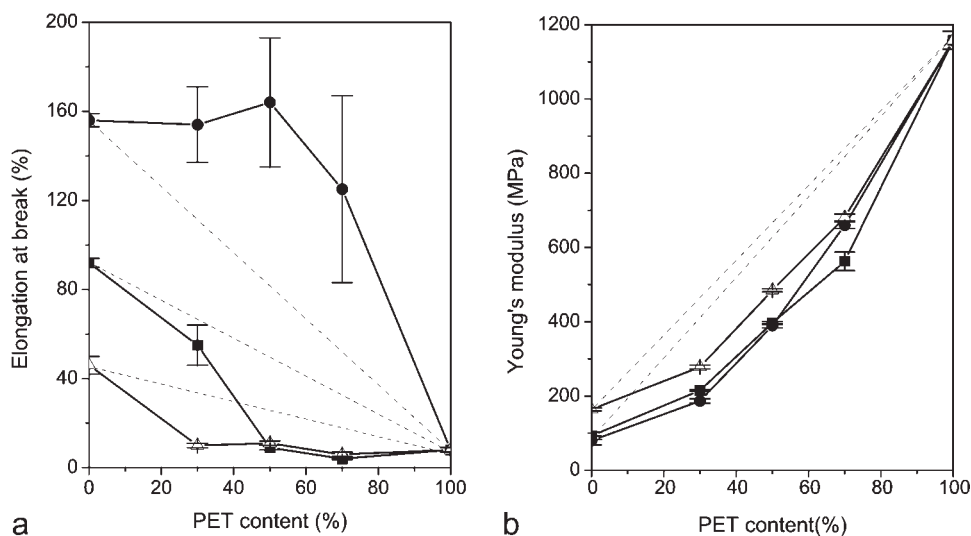 200
160
120
80
40
0
0 20 40 60 80 100
Elongation at break (%)
PET content (%)
a
1200
1000
800
600
400
200
0
0 20 40 60 80 100
Young's modulus (MPa)
PET content(%)
b